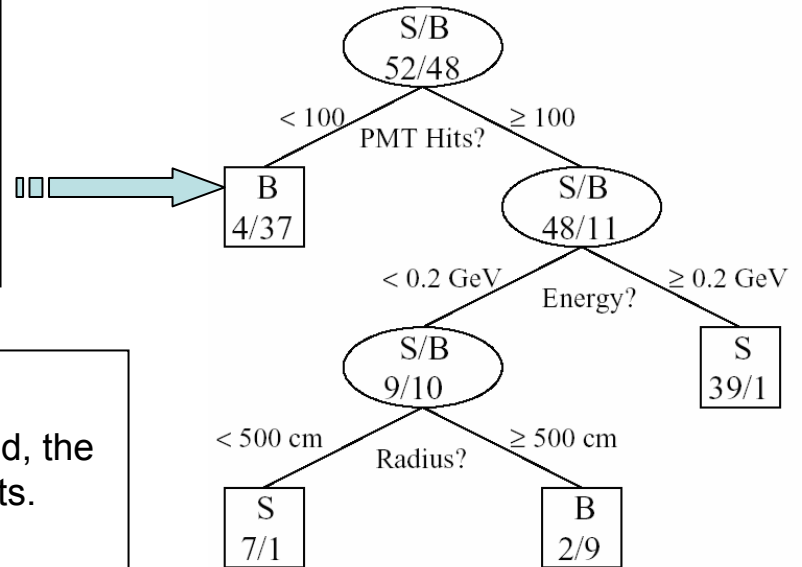 S/B
52/48
< 100
PMT Hits?
≥ 100
B
4/37
S/B
48/11
< 0.2 GeV
Energy?
≥ 0.2 GeV
S/B
9/10
S
39/1
d, the
ts.
< 500 cm
Radius?
≥ 500 cm
S
7/1
B
2/9